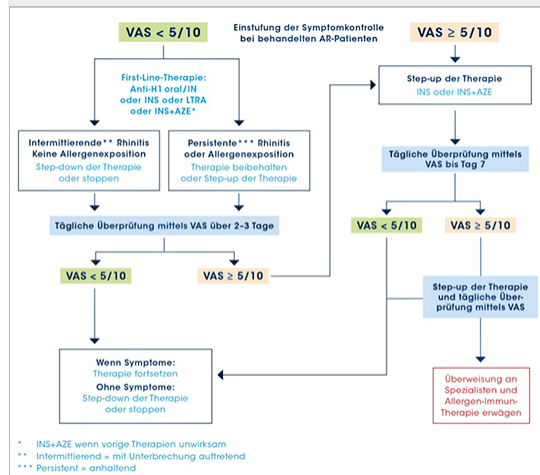 VAS < 5/10
Einstufung der Symptomkontrolle
bei behandelten AR-Patienten
VAS ≥ 5/10
First-Line-Therapie:
Anti-H1 oral/IN
oder INS oder LTRA
oder INS+AZE*
Step-up der Therapie
INS oder INS+AZE
Intermittierende** Rhinitis
Keine Allergenexposition
Step-down der Therapie
oder stoppen
Persistente*** Rhinitis
oder Allergenexposition
Therapie beibehalten
oder Step-up der Therapie
Tägliche Überprüfung mittels
VAS bis Tag 7
Tägliche Überprüfung mittels VAS über 2–3 Tage
VAS < 5/10
VAS ≥ 5/10
VAS < 5/10
VAS ≥ 5/10
Step-up der Therapie
und tägliche Über-
prüfung mittels VAS
Wenn Symptome:
Therapie fortsetzen
Ohne Symptome:
Step-down der Therapie
oder stoppen
Überweisung an
Spezialisten und
Allergen-Immun-
Therapie erwägen
* INS+AZE wenn vorige Therapien unwirksam
** Intermittierend = mit Unterbrechung auftretend
*** Persistent = anhaltend